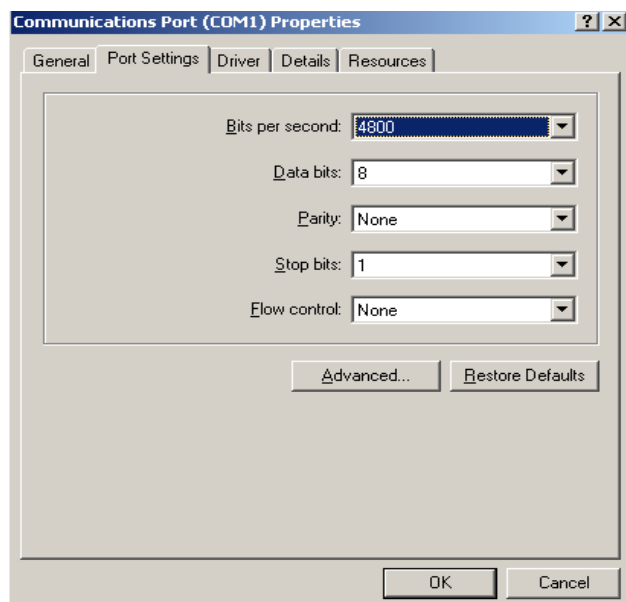 Communications Port (COM1) Properties
General Port Settings Driver Details Resources
Bits per second: 4800
Data bits: 8
Parity: None
Stop bits: 1
Flow control: None
Advanced... Restore Defaults
OK Cancel